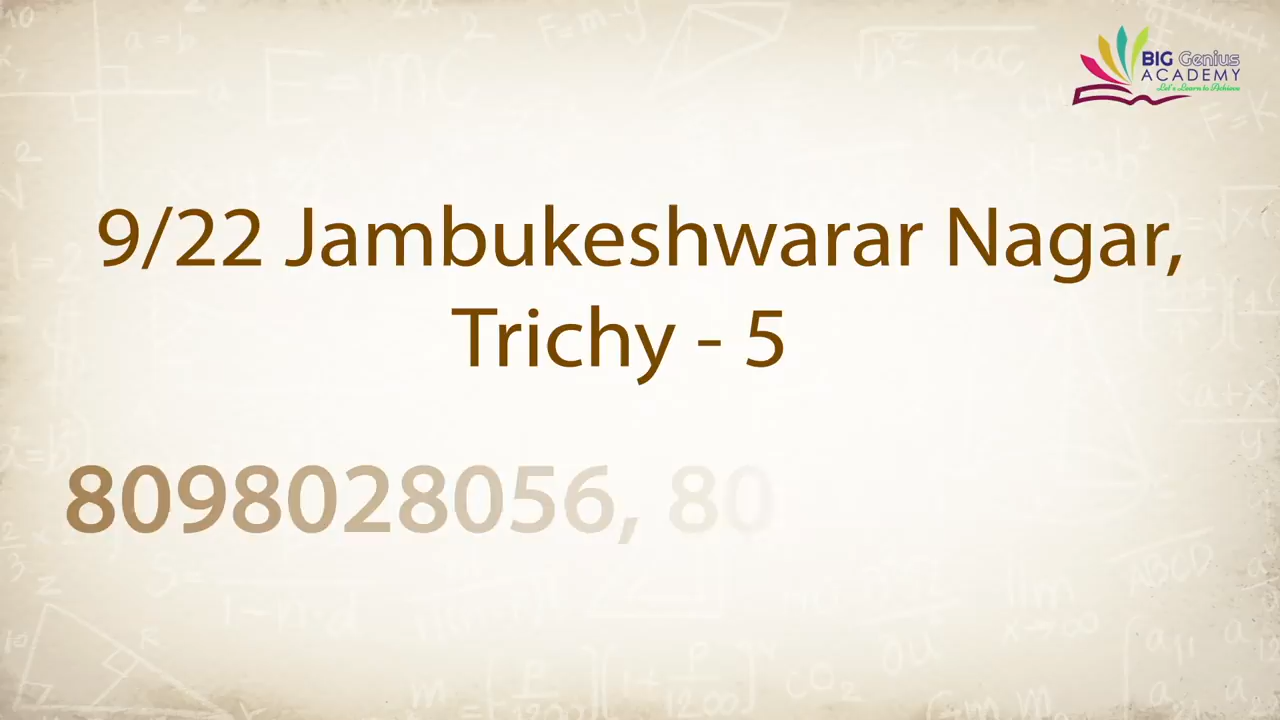 BIG Genius
ACADEMY
Let's Learn to Achieve
9/22 Jambukeshwarar Nagar,
Trichy - 5
8098028056, 80